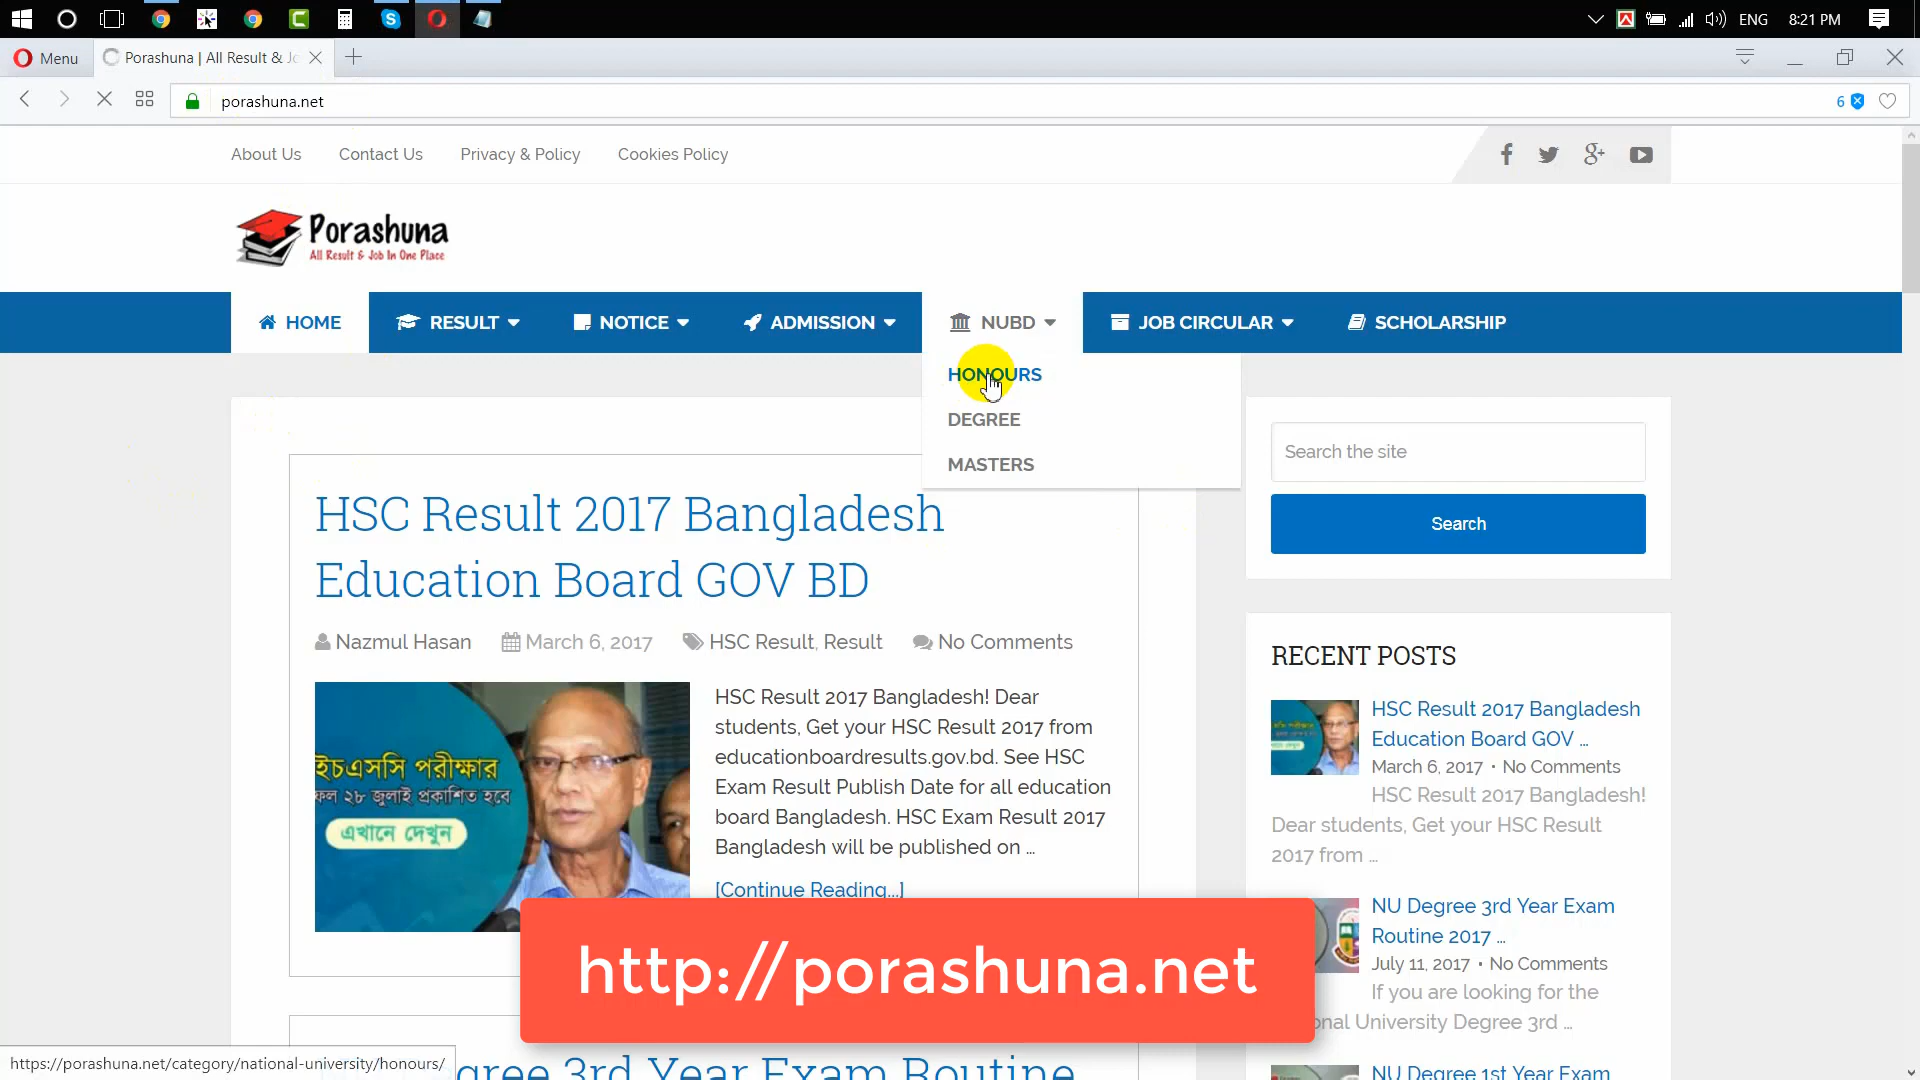 ENG 8:21 PM
Menu Porashuna | All Result & Jo
porashuna.net 6
About Us Contact Us Privacy & Policy Cookies Policy
Porashuna
All Result & Job In One Place
HOME RESULT NOTICE ADMISSION NUBD JOB CIRCULAR SCHOLARSHIP
HONOURS
DEGREE
MASTERS
HSC Result 2017 Bangladesh
Education Board GOV BD
Nazmul Hasan March 6, 2017 HSC Result, Result No Comments
HSC Result 2017 Bangladesh! Dear
students, Get your HSC Result 2017 from
educationboardresults.gov.bd. See HSC
Exam Result Publish Date for all education
board Bangladesh. HSC Exam Result 2017
Bangladesh will be published on ...
[Continue Reading...]
ইচএসসি পরীক্ষার
ফল ২৮ জুলাই প্রকাশিত হবে
এখানে দেখুন
Search the site
Search
RECENT POSTS
HSC Result 2017 Bangladesh
Education Board GOV ...
March 6, 2017 • No Comments
HSC Result 2017 Bangladesh!
Dear students, Get your HSC Result
2017 from ...
NU Degree 3rd Year Exam
Routine 2017 ...
July 11, 2017 • No Comments
If you are looking for the
onal University Degree 3rd ...
NU Degree 1st Year Exam
http://porashuna.net
gree 3rd Year Exam Routine
https://porashuna.net/category/national-university/honours/